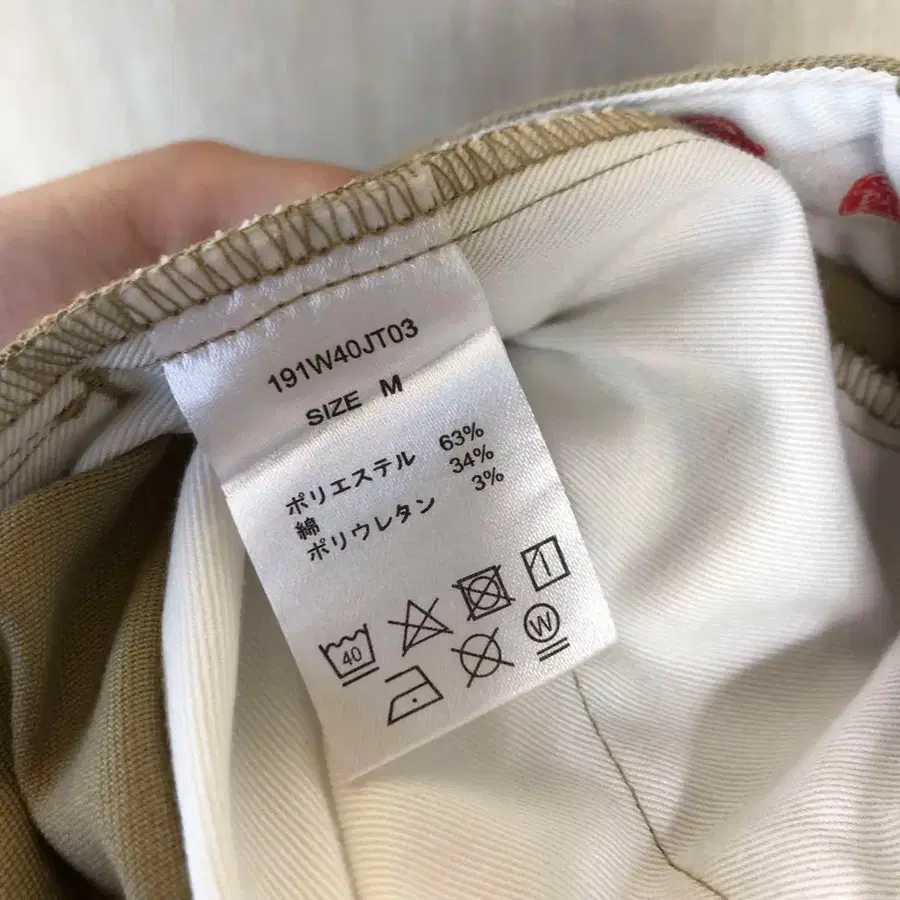 191W40JT03
SIZE M
ポリエステル 63%
綿 34%
ポリウレタン 3%
40
W